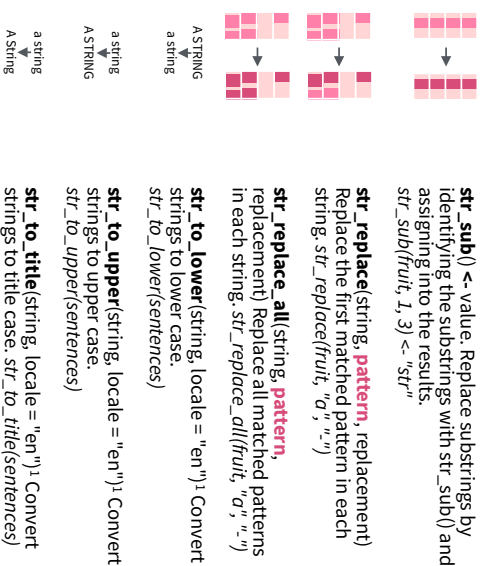 str_sub() <- value. Replace substrings by
identifying the substrings with str_sub() and
assigning into the results.
str_sub(fruit, 1, 3) <- "str"
str_replace(string, pattern, replacement)
Replace the first matched pattern in each
string. str_replace(fruit, "a", "-")
str_replace_all(string, pattern,
replacement) Replace all matched patterns
in each string. str_replace_all(fruit, "a", "-")
A STRING
a string
str_to_lower(string, locale = "en")¹ Convert
strings to lower case.
str_to_lower(sentences)
a string
A STRING
str_to_upper(string, locale = "en")¹ Convert
strings to upper case.
str_to_upper(sentences)
a string
A String
str_to_title(string, locale = "en")¹ Convert
strings to title case. str_to_title(sentences)